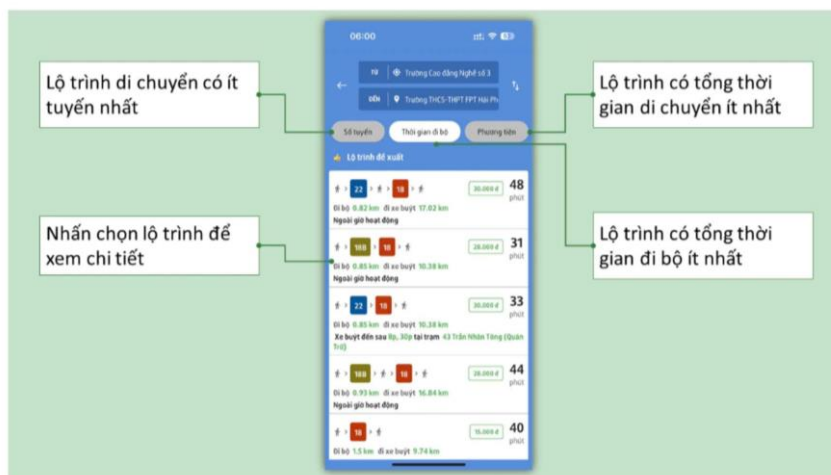 Lộ trình di chuyển có ít
tuyến nhất
Nhấn chọn lộ trình để
xem chi tiết
06:00
TỪ Trường Cao đẳng Nghề số 3
ĐẾN Trường THCS-THPT FPT Hải Ph
Số tuyến Thời gian đi bộ Phương tiện
Lộ trình đề xuất
22 18 30.000 đ 48
phút
Đi bộ 0.82 km đi xe buýt 17.02 km
Ngoài giờ hoạt động
18B 18 28.000 đ 31
phút
Đi bộ 0.85 km đi xe buýt 10.38 km
Ngoài giờ hoạt động
22 18 30.000 đ 33
phút
Đi bộ 0.85 km đi xe buýt 10.38 km
Xe buýt đến sau 8p, 30p tại trạm 43 Trần Nhân Tông (Quán
Trữ)
18B 18 28.000 đ 44
phút
Đi bộ 0.93 km đi xe buýt 16.84 km
Ngoài giờ hoạt động
18 15.000 đ 40
phút
Đi bộ 1.5 km đi xe buýt 9.74 km
Lộ trình có tổng thời
gian di chuyển ít nhất
Lộ trình có tổng thời
gian đi bộ ít nhất